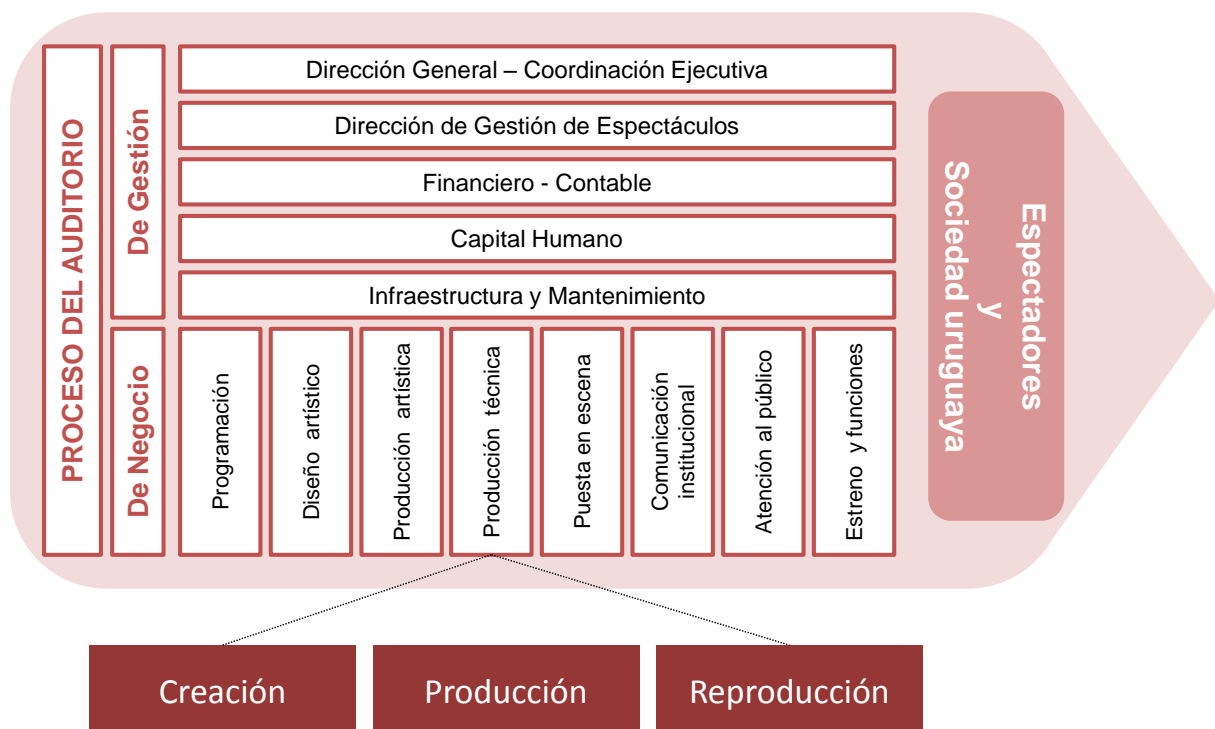 PROCESO DEL AUDITORIO
De Gestión
Dirección General – Coordinación Ejecutiva
Dirección de Gestión de Espectáculos
Financiero - Contable
Capital Humano
Infraestructura y Mantenimiento
De Negocio
Programación
Diseño artístico
Producción artística
Producción técnica
Puesta en escena
Comunicación
institucional
Atención al público
Estreno y funciones
Espectadores
y
Sociedad uruguaya
Creación
Producción
Reproducción